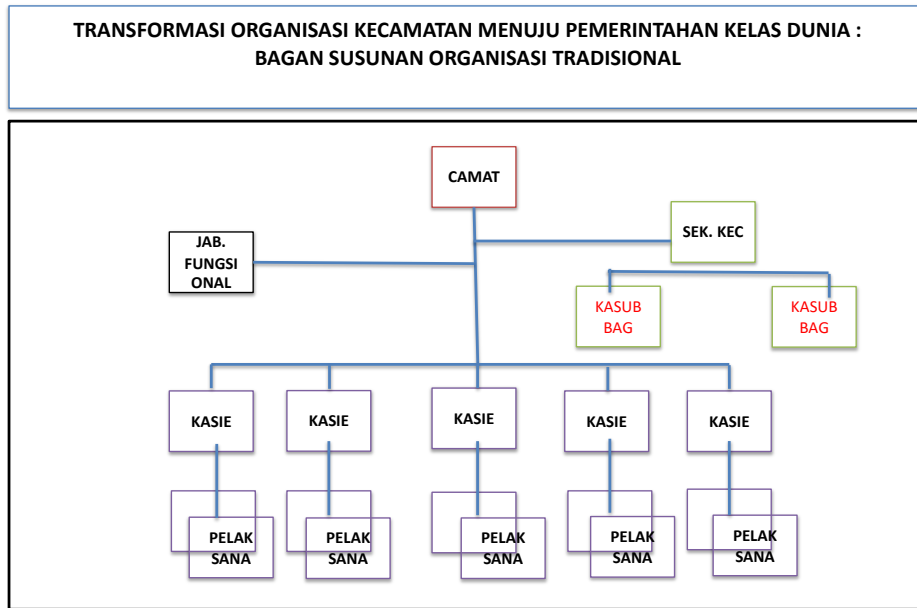 TRANSFORMASI ORGANISASI KECAMATAN MENUJU PEMERINTAHAN KELAS DUNIA :
BAGAN SUSUNAN ORGANISASI TRADISIONAL
CAMAT
SEK. KEC
JAB.
FUNGSI
ONAL
KASUB
BAG
KASUB
BAG
KASIE
KASIE
KASIE
KASIE
KASIE
PELAK
SANA
PELAK
SANA
PELAK
SANA
PELAK
SANA
PELAK
SANA